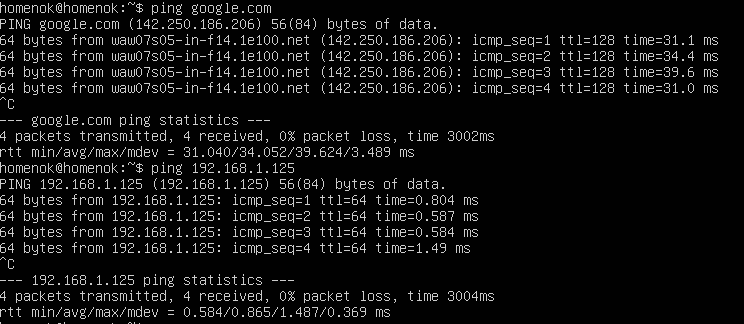 homenok@homenok:~$ ping google.com
PING google.com (142.250.186.206) 56(84) bytes of data.
64 bytes from waw07s05-in-f14.1e100.net (142.250.186.206): icmp_seq=1 ttl=128 time=31.1 ms
64 bytes from waw07s05-in-f14.1e100.net (142.250.186.206): icmp_seq=2 ttl=128 time=34.4 ms
64 bytes from waw07s05-in-f14.1e100.net (142.250.186.206): icmp_seq=3 ttl=128 time=39.6 ms
64 bytes from waw07s05-in-f14.1e100.net (142.250.186.206): icmp_seq=4 ttl=128 time=31.0 ms
^C
--- google.com ping statistics ---
4 packets transmitted, 4 received, 0% packet loss, time 3002ms
rtt min/avg/max/mdev = 31.040/34.052/39.624/3.489 ms
homenok@homenok:~$ ping 192.168.1.125
PING 192.168.1.125 (192.168.1.125) 56(84) bytes of data.
64 bytes from 192.168.1.125: icmp_seq=1 ttl=64 time=0.804 ms
64 bytes from 192.168.1.125: icmp_seq=2 ttl=64 time=0.587 ms
64 bytes from 192.168.1.125: icmp_seq=3 ttl=64 time=0.584 ms
64 bytes from 192.168.1.125: icmp_seq=4 ttl=64 time=1.49 ms
^C
--- 192.168.1.125 ping statistics ---
4 packets transmitted, 4 received, 0% packet loss, time 3004ms
rtt min/avg/max/mdev = 0.584/0.865/1.487/0.369 ms